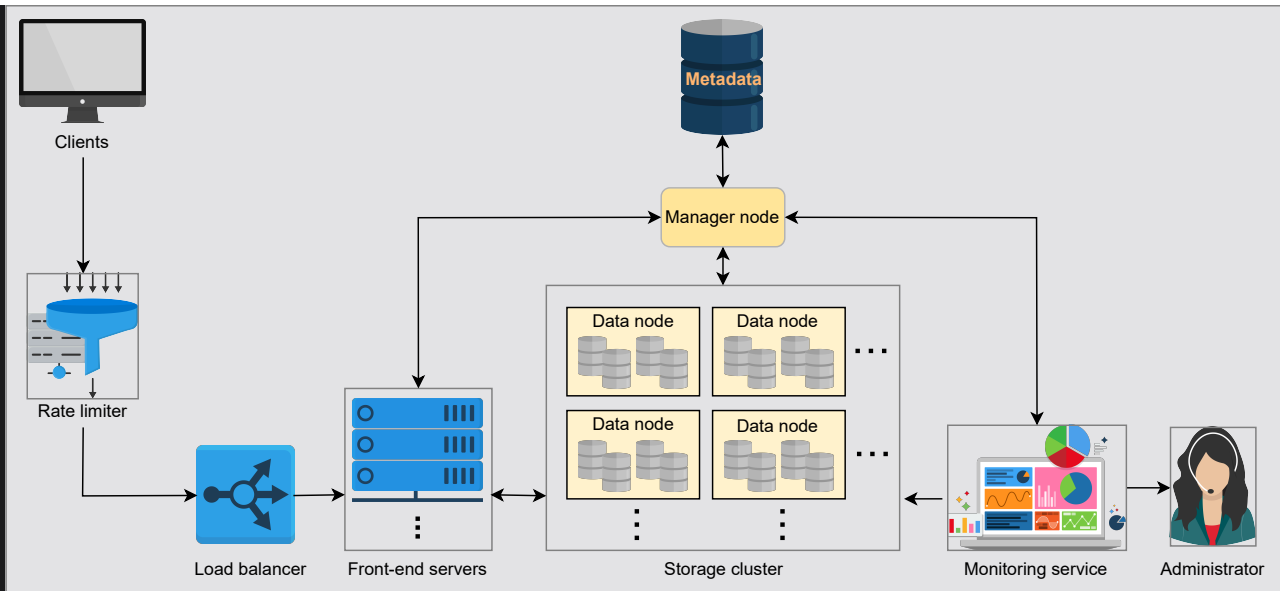 Metadata
Clients
Manager node
Data node
Data node
Rate limiter
Data node
Data node
Load balancer
Front-end servers
Storage cluster
Monitoring service
Administrator